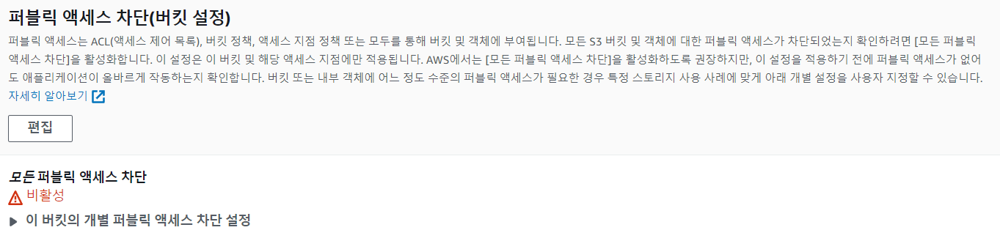 퍼블릭 액세스 차단(버킷 설정)
퍼블릭 액세스는 ACL(액세스 제어 목록), 버킷 정책, 액세스 지점 정책 또는 모두를 통해 버킷 및 객체에 부여됩니다. 모든 S3 버킷 및 객체에 대한 퍼블릭 액세스가 차단되었는지 확인하려면 [모든 퍼블릭
액세스 차단]을 활성화합니다. 이 설정은 이 버킷 및 해당 액세스 지점에만 적용됩니다. AWS에서는 [모든 퍼블릭 액세스 차단]을 활성화하도록 권장하지만, 이 설정을 적용하기 전에 퍼블릭 액세스가 없어
도 애플리케이션이 올바르게 작동하는지 확인합니다. 버킷 또는 내부 객체에 어느 정도 수준의 퍼블릭 액세스가 필요한 경우 특정 스토리지 사용 사례에 맞게 아래 개별 설정을 사용자 지정할 수 있습니다.
자세히 알아보기
편집
모든 퍼블릭 액세스 차단
비활성
이 버킷의 개별 퍼블릭 액세스 차단 설정